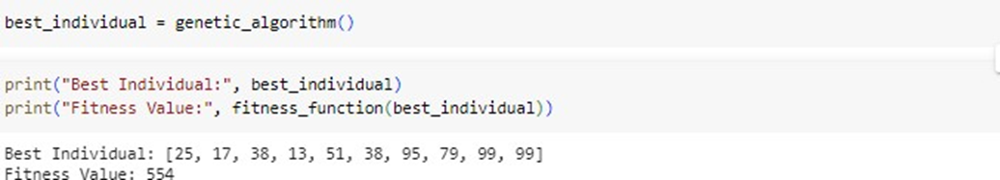 best_individual = genetic_algorithm()
print("Best Individual:", best_individual)
print("Fitness Value:", fitness_function(best_individual))
Best Individual: [25, 17, 38, 13, 51, 38, 95, 79, 99, 99]
Fitness Value: 554